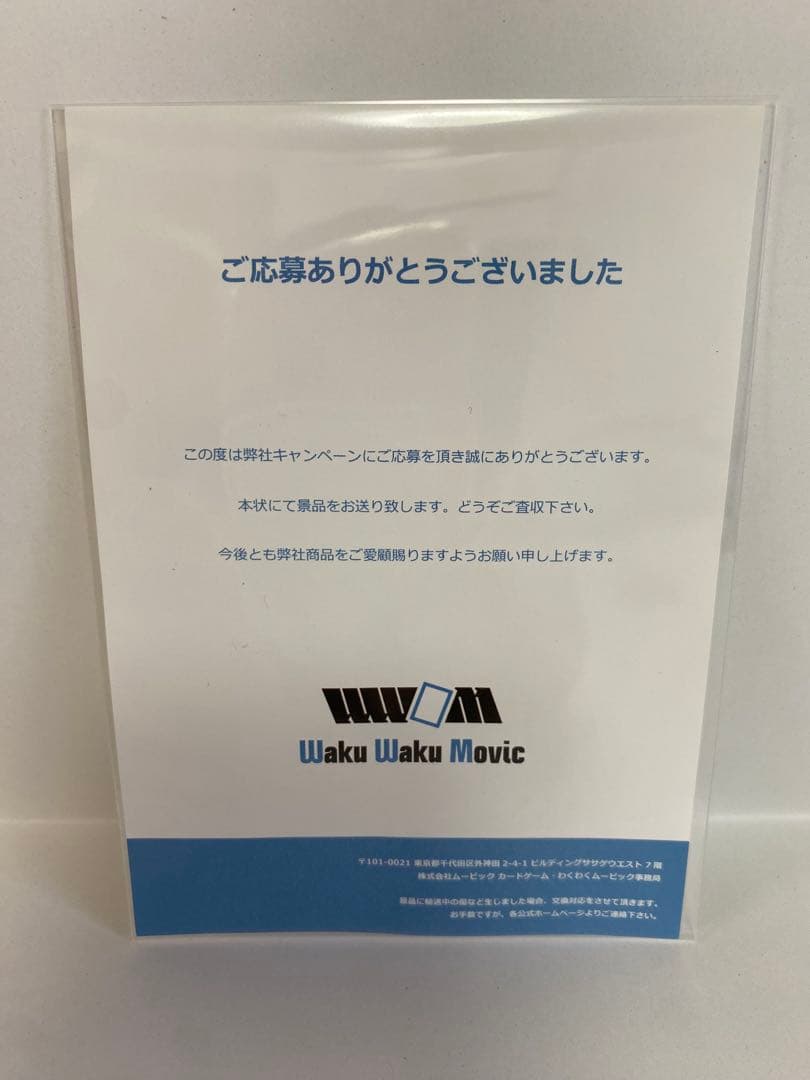 ご応募ありがとうございました
この度は弊社キャンペーンにご応募を頂き誠にありがとうございます。
本状にて景品をお送り致します。どうぞご査収下さい。
今後とも弊社商品をご愛顧賜りますようお願い申し上げます。
WWM
Waku Waku Movic
〒101-0021 東京都千代田区外神田 2-4-1 ビルディングササゲウエスト 7 階
株式会社ムービック カードゲーム・わくわくムービック事務局
景品に輸送中の傷など生じました場合、交換対応をさせて頂きます。
お手数ですが、各公式ホームページよりご連絡下さい。